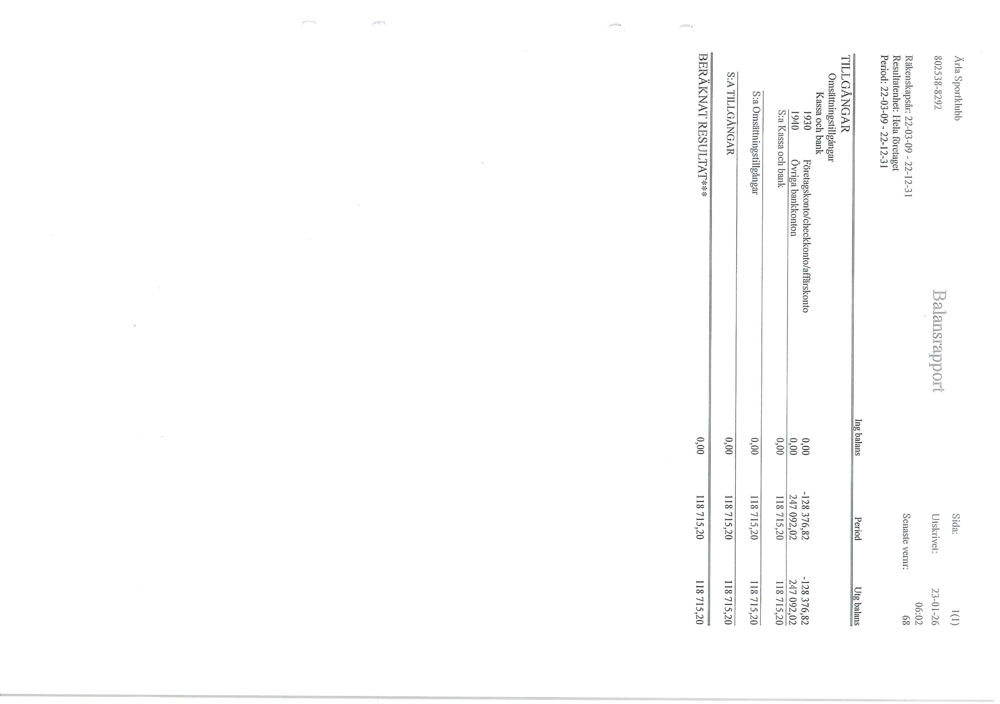 Ärla Sportklubb Sida: 1(1)
802538-8292 Balansrapport Utskrivet: 23-01-26
06:02
Räkenskapsår: 22-03-09 - 22-12-31 Senaste vernr: 68
Resultatenhet: Hela företaget
Period: 22-03-09 - 22-12-31
Ing balans Period Utg balans
TILLGÅNGAR
Omsättningstillgångar
Kassa och bank
1930 Företagskonto/checkkonto/affärskonto 0,00 -128 376,82 -128 376,82
1940 Övriga bankkonton 0,00 247 092,02 247 092,02
S:a Kassa och bank 0,00 118 715,20 118 715,20
S:a Omsättningstillgångar 0,00 118 715,20 118 715,20
S:A TILLGÅNGAR 0,00 118 715,20 118 715,20
BERÄKNAT RESULTAT*** 0,00 118 715,20 118 715,20